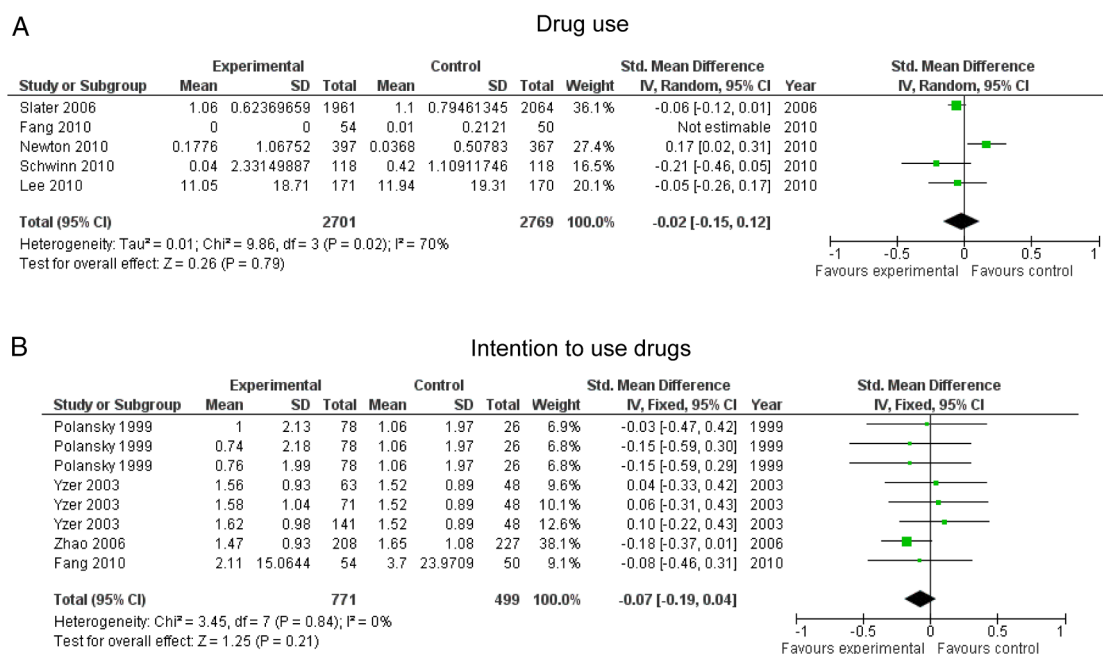 A
Drug use
Experimental Control Std. Mean Difference Std. Mean Difference
Study or Subgroup Mean SD Total Mean SD Total Weight IV, Random, 95% CI Year IV, Random, 95% CI
Slater 2006 1.06 0.62369659 1961 1.1 0.79461345 2064 36.1% -0.06 [-0.12, 0.01] 2006
Fang 2010 0 0 54 0.01 0.2121 50 Not estimable 2010
Newton 2010 0.1776 1.06752 397 0.0368 0.50783 367 27.4% 0.17 [0.02, 0.31] 2010
Schwinn 2010 0.04 2.33149887 118 0.42 1.10911746 118 16.5% -0.21 [-0.46, 0.05] 2010
Lee 2010 11.05 18.71 171 11.94 19.31 170 20.1% -0.05 [-0.26, 0.17] 2010
Total (95% CI) 2701 2769 100.0% -0.02 [-0.15, 0.12]
Heterogeneity: Tau² = 0.01; Chi² = 9.86, df = 3 (P = 0.02); I² = 70%
Test for overall effect: Z = 0.26 (P = 0.79)
-1 -0.5 0 0.5 1
Favours experimental Favours control
B
Intention to use drugs
Experimental Control Std. Mean Difference Std. Mean Difference
Study or Subgroup Mean SD Total Mean SD Total Weight IV, Fixed, 95% CI Year IV, Fixed, 95% CI
Polansky 1999 1 2.13 78 1.06 1.97 26 6.9% -0.03 [-0.47, 0.42] 1999
Polansky 1999 0.74 2.18 78 1.06 1.97 26 6.8% -0.15 [-0.59, 0.30] 1999
Polansky 1999 0.76 1.99 78 1.06 1.97 26 6.8% -0.15 [-0.59, 0.29] 1999
Yzer 2003 1.56 0.93 63 1.52 0.89 48 9.6% 0.04 [-0.33, 0.42] 2003
Yzer 2003 1.58 1.04 71 1.52 0.89 48 10.1% 0.06 [-0.31, 0.43] 2003
Yzer 2003 1.62 0.98 141 1.52 0.89 48 12.6% 0.10 [-0.22, 0.43] 2003
Zhao 2006 1.47 0.93 208 1.65 1.08 227 38.1% -0.18 [-0.37, 0.01] 2006
Fang 2010 2.11 15.0644 54 3.7 23.9709 50 9.1% -0.08 [-0.46, 0.31] 2010
Total (95% CI) 771 499 100.0% -0.07 [-0.19, 0.04]
Heterogeneity: Chi² = 3.45, df = 7 (P = 0.84); I² = 0%
Test for overall effect: Z = 1.25 (P = 0.21)
-1 -0.5 0 0.5 1
Favours experimental Favours control